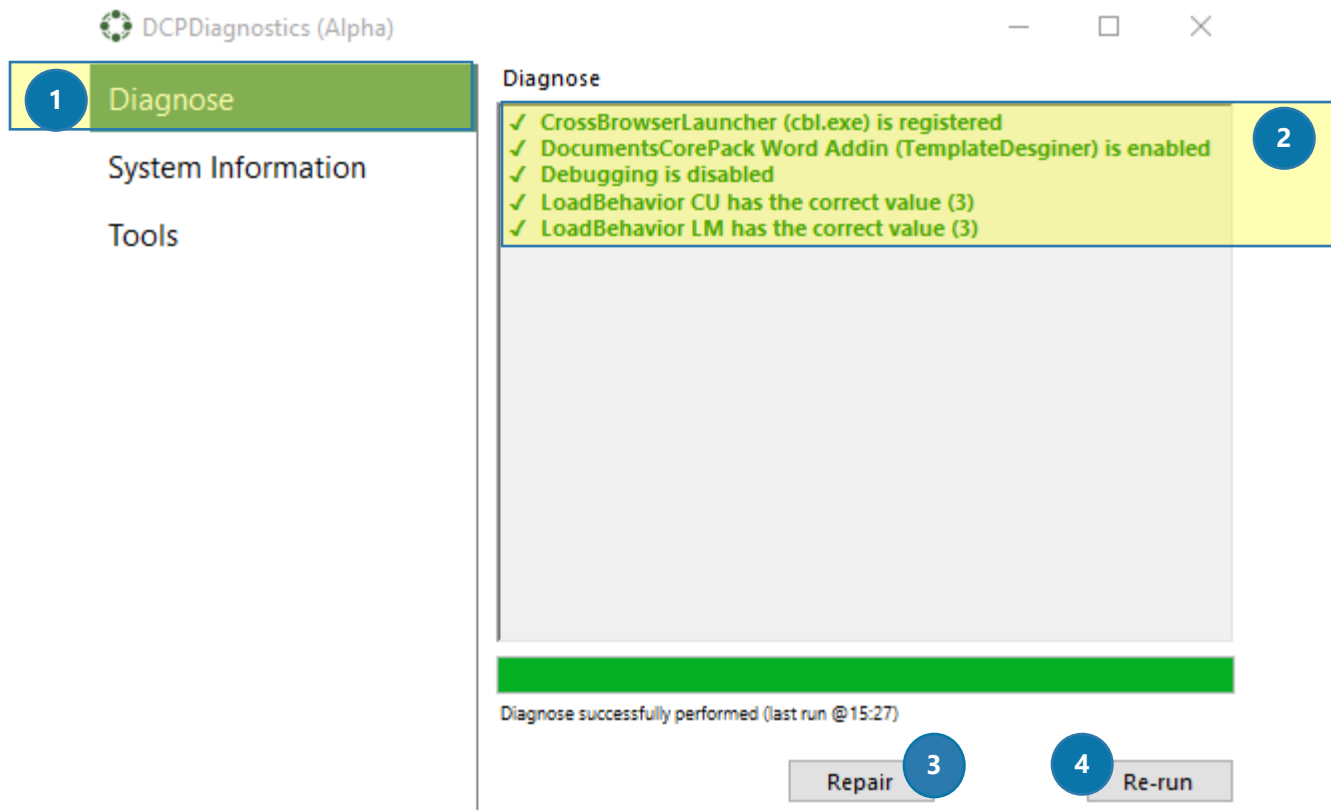 DCPDiagnostics (Alpha)
1
Diagnose
System Information
Tools
Diagnose
✓ CrossBrowserLauncher (cbl.exe) is registered
✓ DocumentsCorePack Word Addin (TemplateDesginer) is enabled
✓ Debugging is disabled
✓ LoadBehavior CU has the correct value (3)
✓ LoadBehavior LM has the correct value (3)
2
Diagnose successfully performed (last run @15:27)
Repair
3
4
Re-run